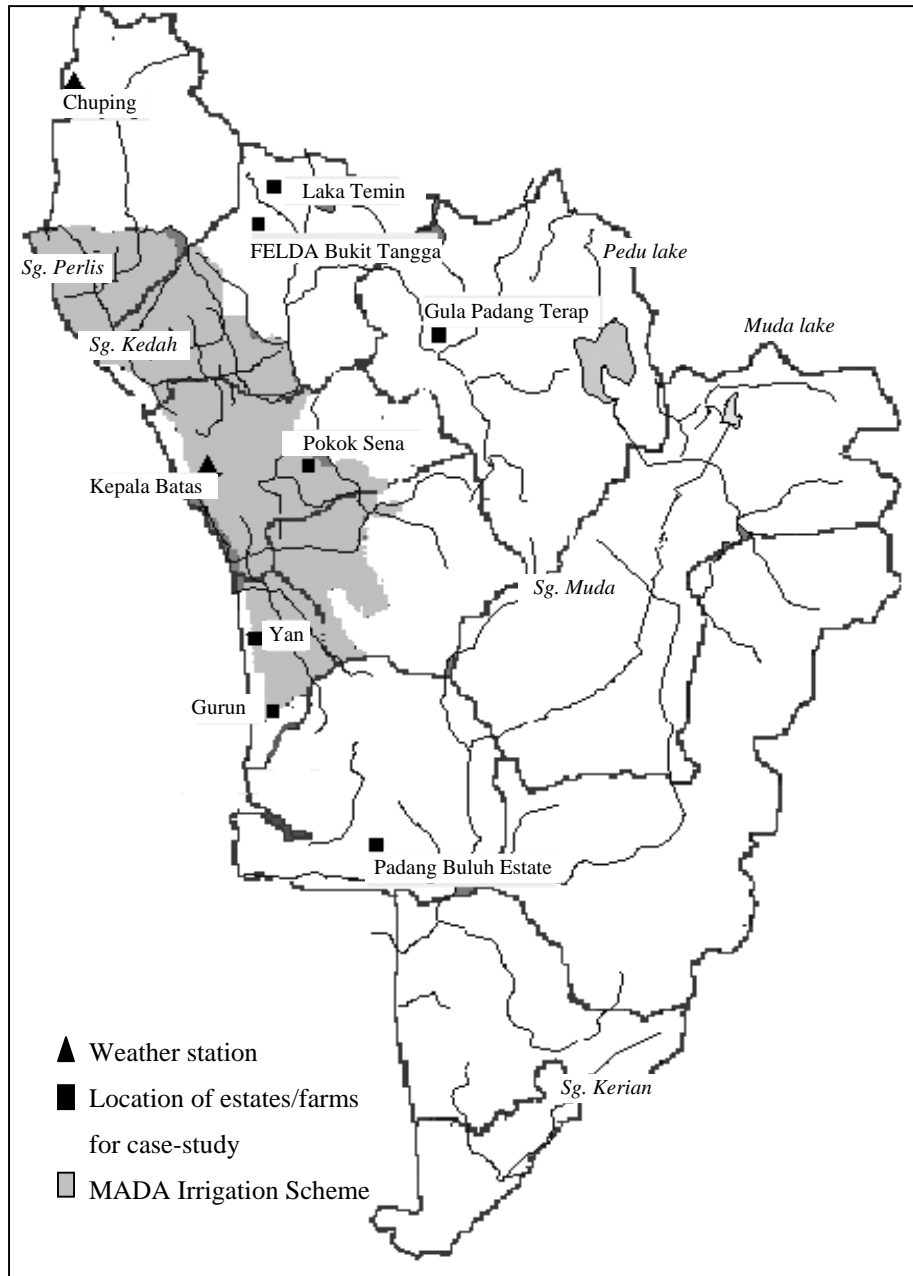 Chuping
Laka Temin
FELDA Bukit Tangga
Pedu lake
Sg. Perlis
Gula Padang Terap
Sg. Kedah
Muda lake
Pokok Sena
Kepala Batas
Sg. Muda
Yan
Gurun
Padang Buluh Estate
Weather station
Location of estates/farms
for case-study
MADA Irrigation Scheme
Sg. Kerian